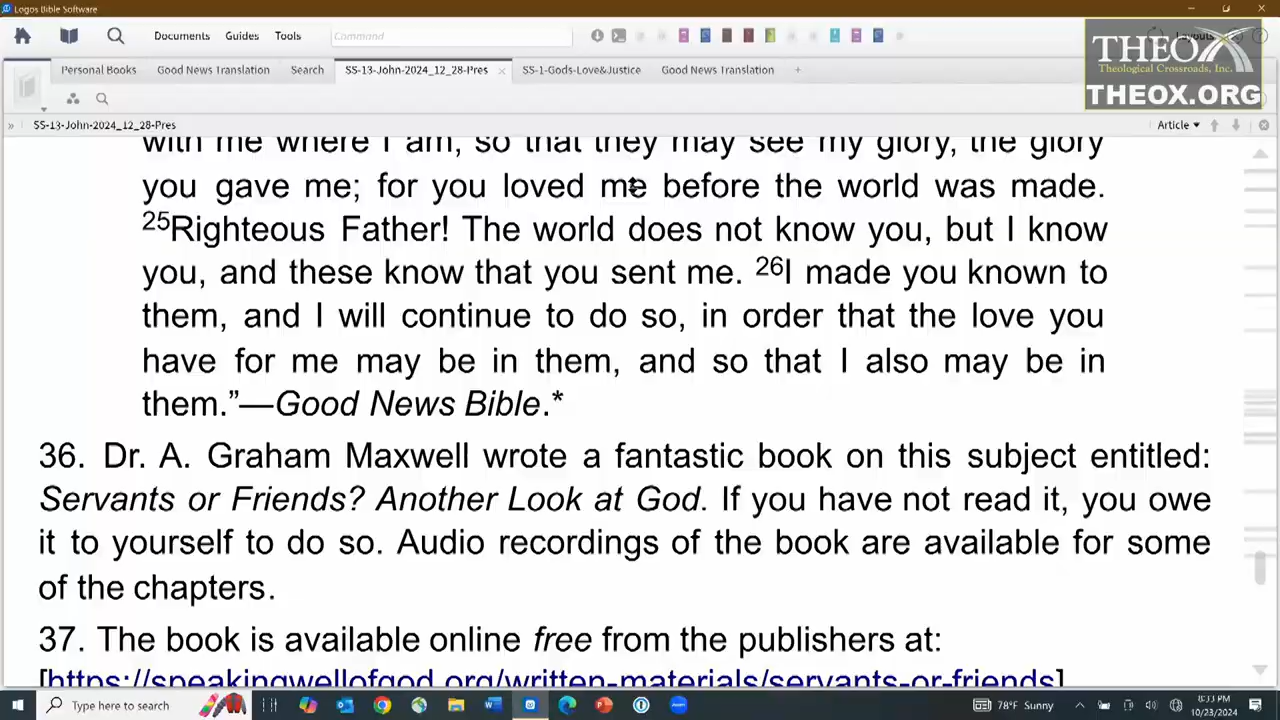 Logos Bible Software
Documents Guides Tools Command Layouts
THEOX
Theological Crossroads, Inc.
THEOX.ORG
Personal Books Good News Translation Search SS-13-John-2024_12_28-Pres SS-1-Gods-Love&Justice Good News Translation
SS-13-John-2024_12_28-Pres Article
with me where I am, so that they may see my glory, the glory
you gave me; for you loved me before the world was made.
25Righteous Father! The world does not know you, but I know
you, and these know that you sent me. 26I made you known to
them, and I will continue to do so, in order that the love you
have for me may be in them, and so that I also may be in
them.”—Good News Bible.*
36. Dr. A. Graham Maxwell wrote a fantastic book on this subject entitled:
Servants or Friends? Another Look at God. If you have not read it, you owe
it to yourself to do so. Audio recordings of the book are available for some
of the chapters.
37. The book is available online free from the publishers at:
[https://speakingwellofgod.org/written-materials/servants-or-friends]
Type here to search
78°F Sunny
8:33 PM
10/23/2024